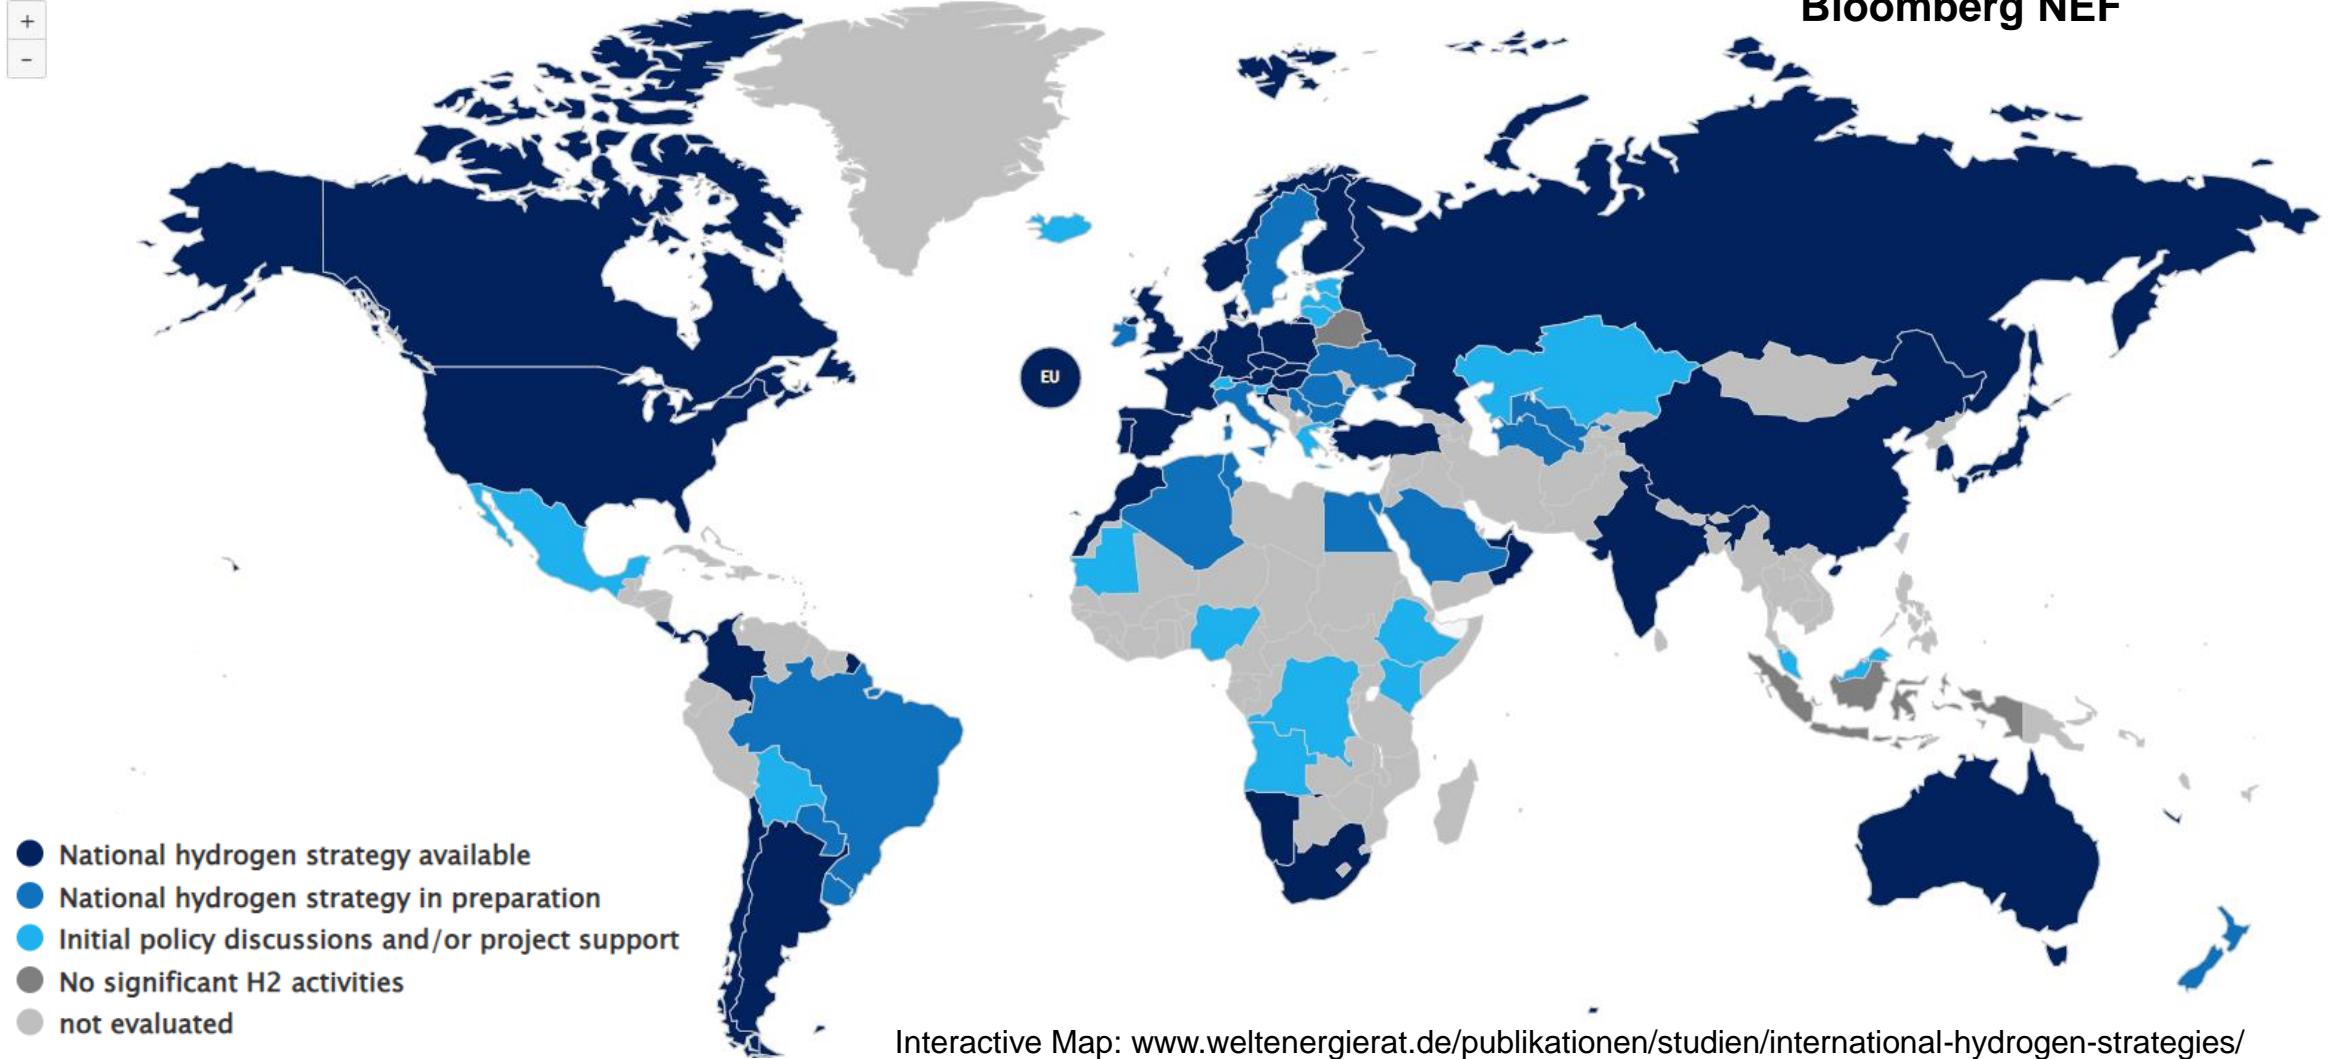 Bloomberg NEF
+
−
EU
National hydrogen strategy available
National hydrogen strategy in preparation
Initial policy discussions and/or project support
No significant H2 activities
not evaluated
Interactive Map: www.weltenergierat.de/publikationen/studien/international-hydrogen-strategies/